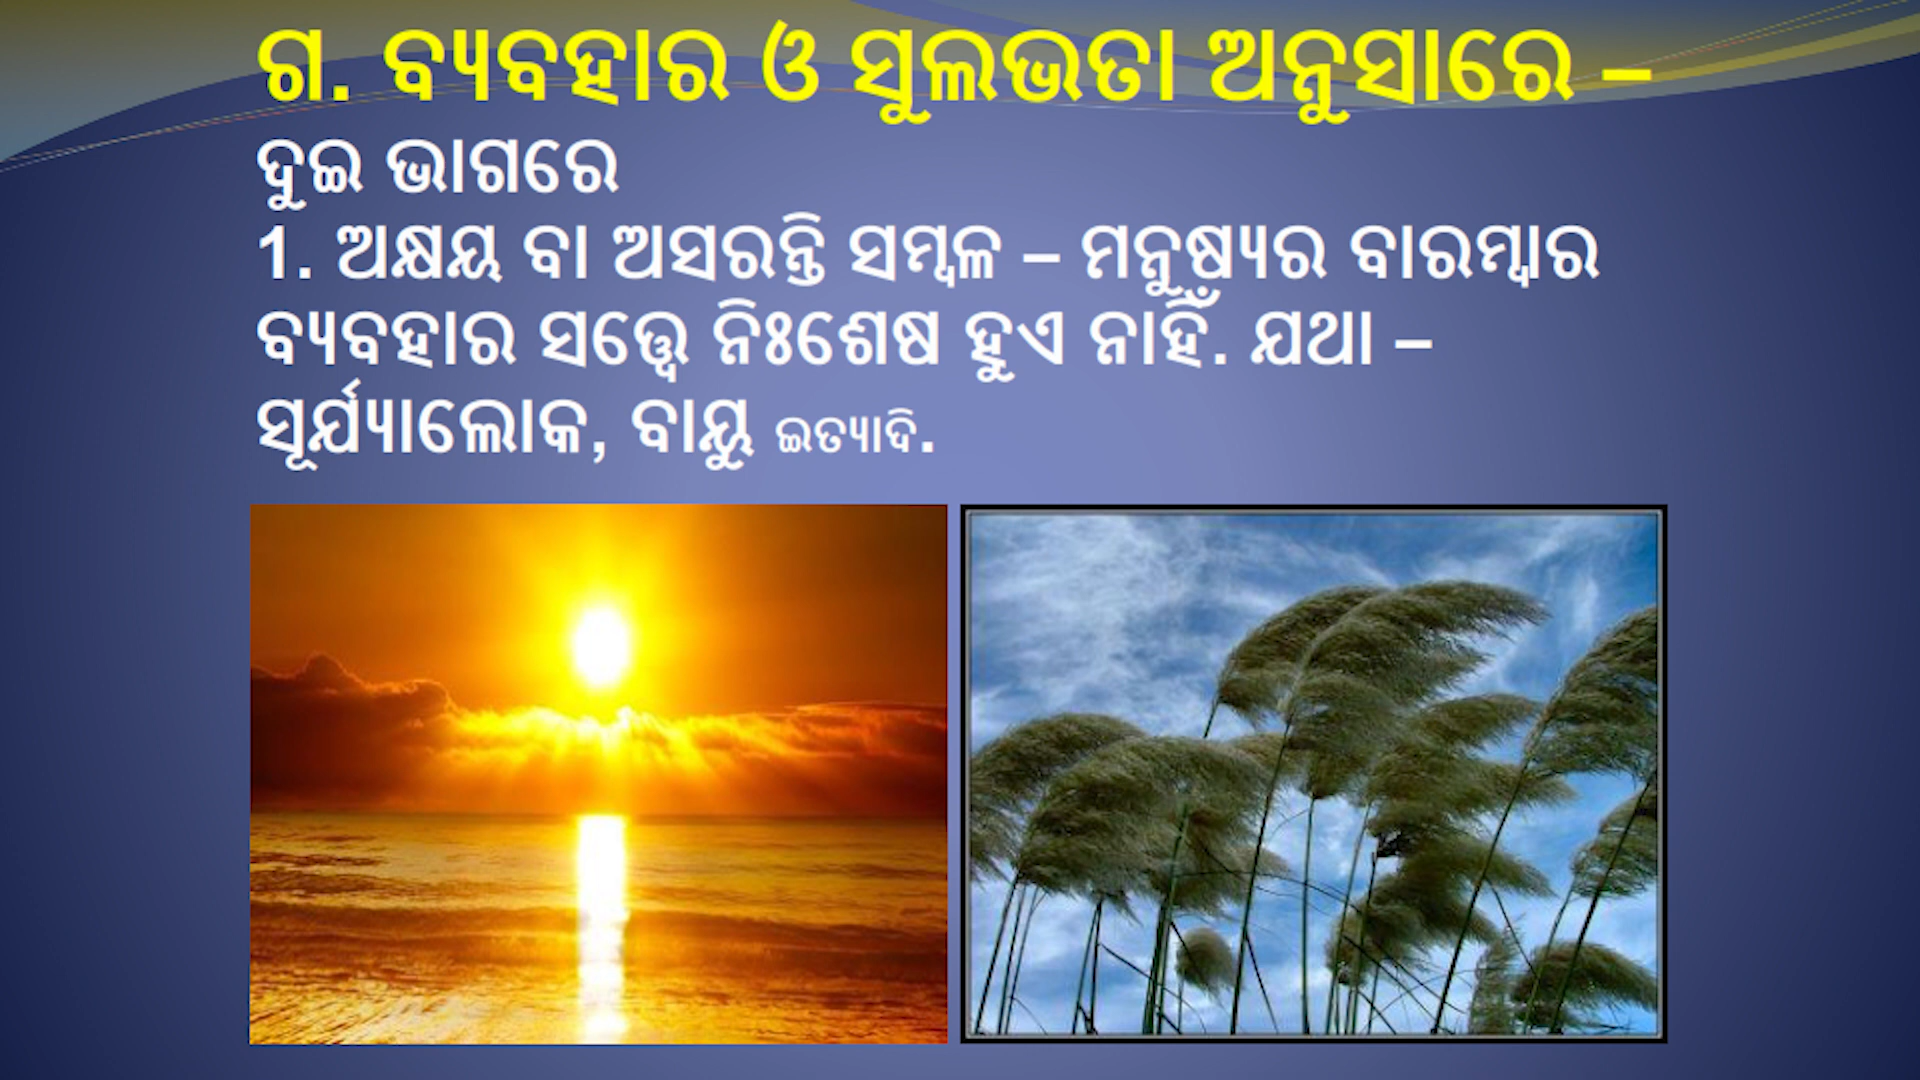 ଗ. ବ୍ୟବହାର ଓ ସୁଲଭତା ଅନୁସାରେ –
ଦୁଇ ଭାଗରେ
1. ଅକ୍ଷୟ ବା ଅସରନ୍ତି ସମ୍ବଳ – ମନୁଷ୍ୟର ବାରମ୍ବାର
ବ୍ୟବହାର ସତ୍ତ୍ୱେ ନିଃଶେଷ ହୁଏ ନାହିଁ. ଯଥା –
ସୂର୍ଯ୍ୟାଲୋକ, ବାୟୁ ଇତ୍ୟାଦି.